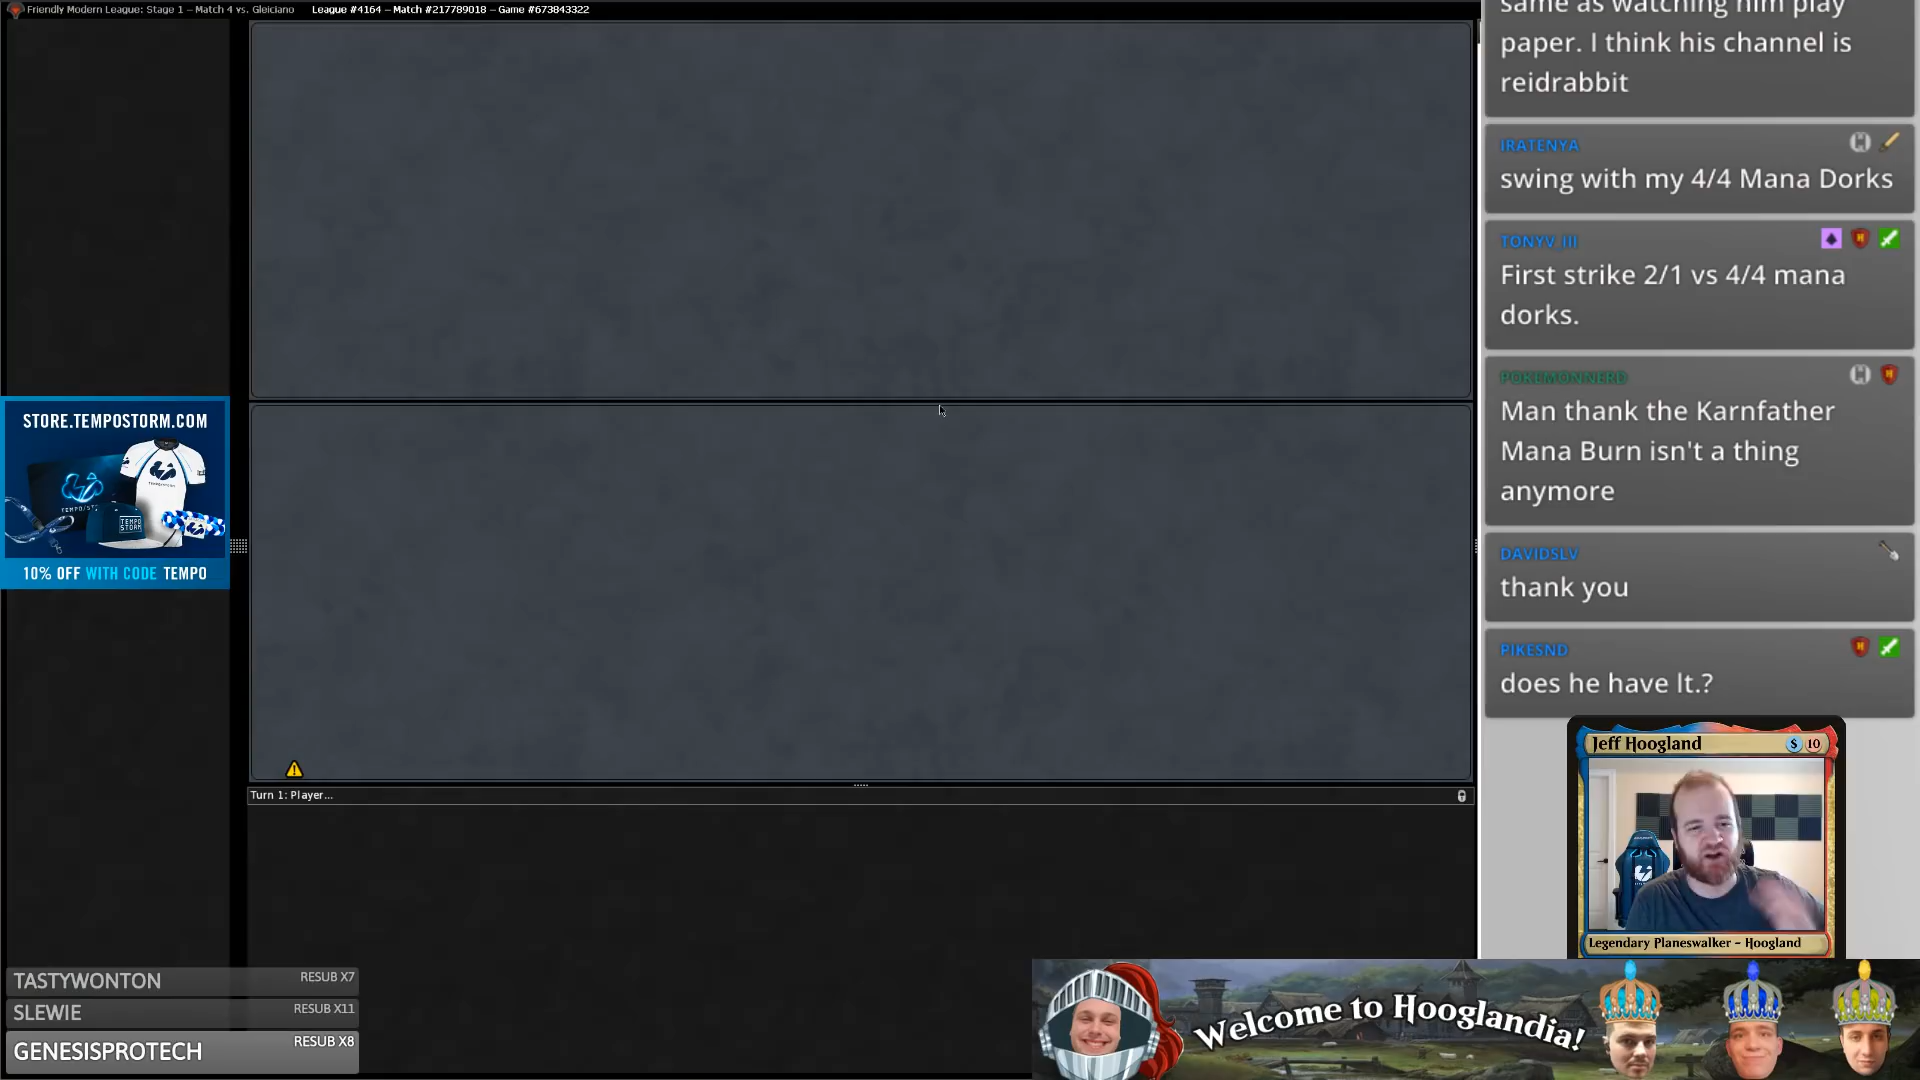 Friendly Modern League: Stage 1 – Match 4 vs. Gleiciano League #4164 – Match #217789018 – Game #673843322
same as watching him play
paper. I think his channel is
reidrabbit
IRATENYA
swing with my 4/4 Mana Dorks
TONYV_III
First strike 2/1 vs 4/4 mana
dorks.
POKEMONNERD
Man thank the Karnfather
Mana Burn isn't a thing
anymore
DAVIDSLV
thank you
PIKESND
does he have lt.?
STORE.TEMPOSTORM.COM
TEMPO
STORM
10% OFF WITH CODE TEMPO
Turn 1: Player...
Jeff Hoogland $ 10
Legendary Planeswalker – Hoogland
TASTYWONTON RESUB X7
SLEWIE RESUB X11
GENESISPROTECH RESUB X8
Welcome to Hooglandia!